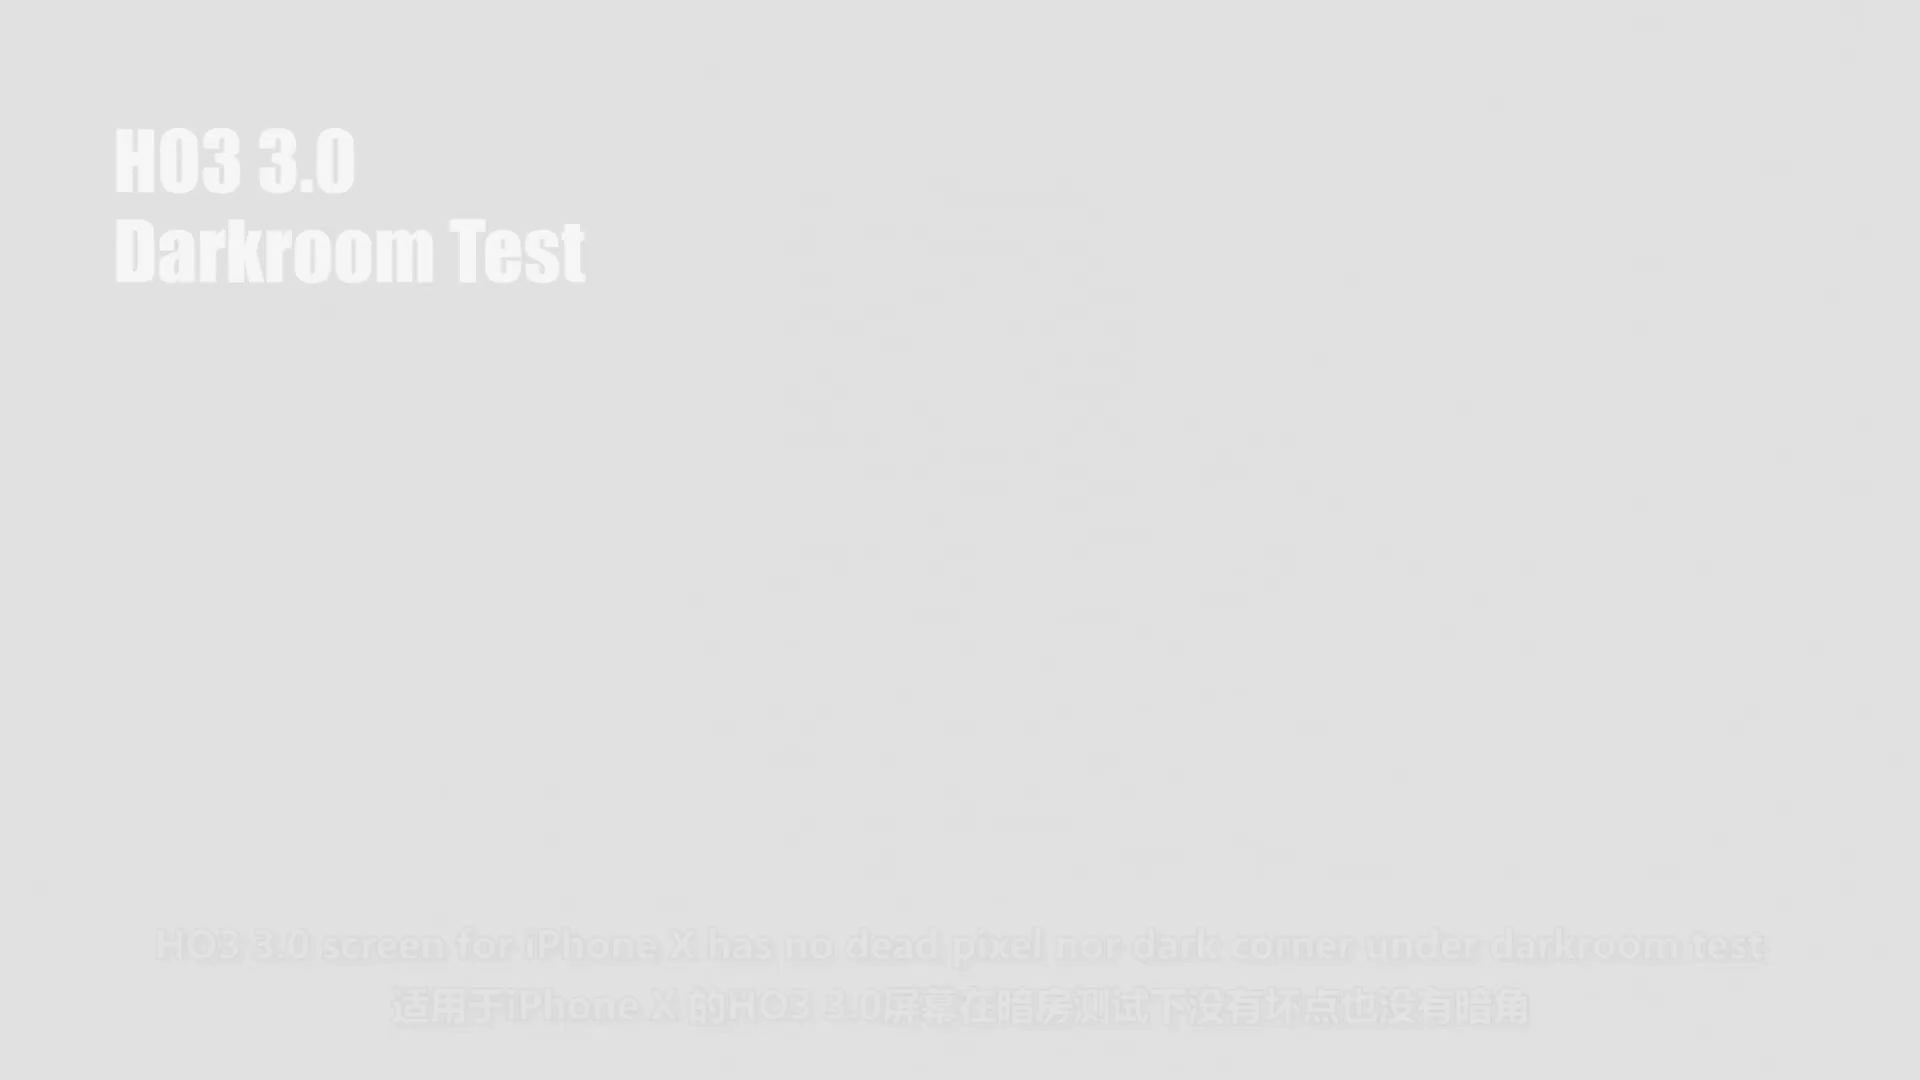 HO3 3.0
Darkroom Test
HO3 3.0 screen for iPhone X has no dead pixel nor dark corner under darkroom test
适用于iPhone X 的HO3 3.0屏幕在暗房测试下没有坏点也没有暗角